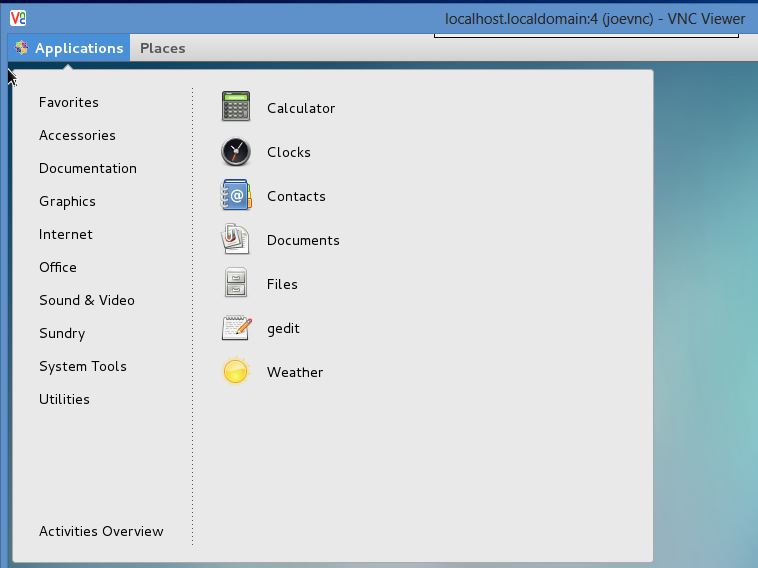 localhost.localdomain:4 (joevnc) - VNC Viewer
Applications Places
Favorites
Accessories
Documentation
Graphics
Internet
Office
Sound & Video
Sundry
System Tools
Utilities
Activities Overview
Calculator
Clocks
Contacts
Documents
Files
gedit
Weather